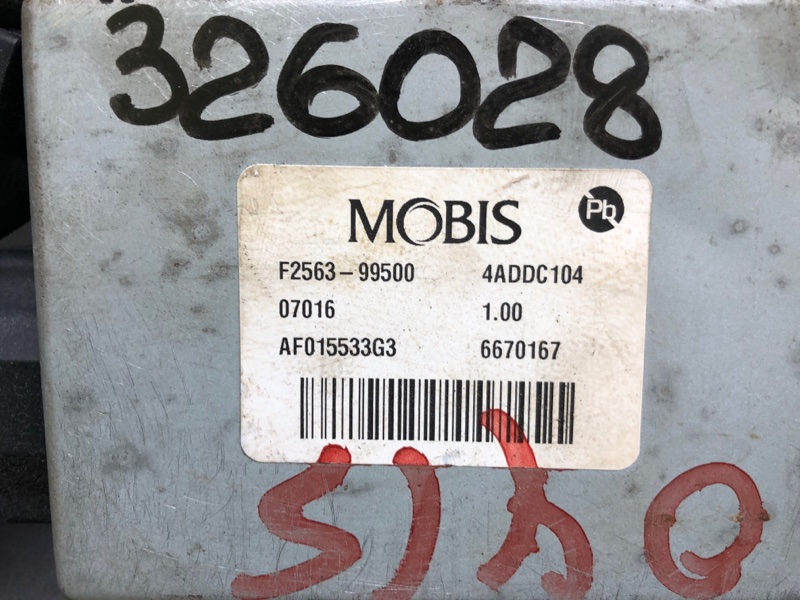 326028
MOBIS Pb
F2563-99500 4ADDC104
07016 1.00
AF015533G3 6670167